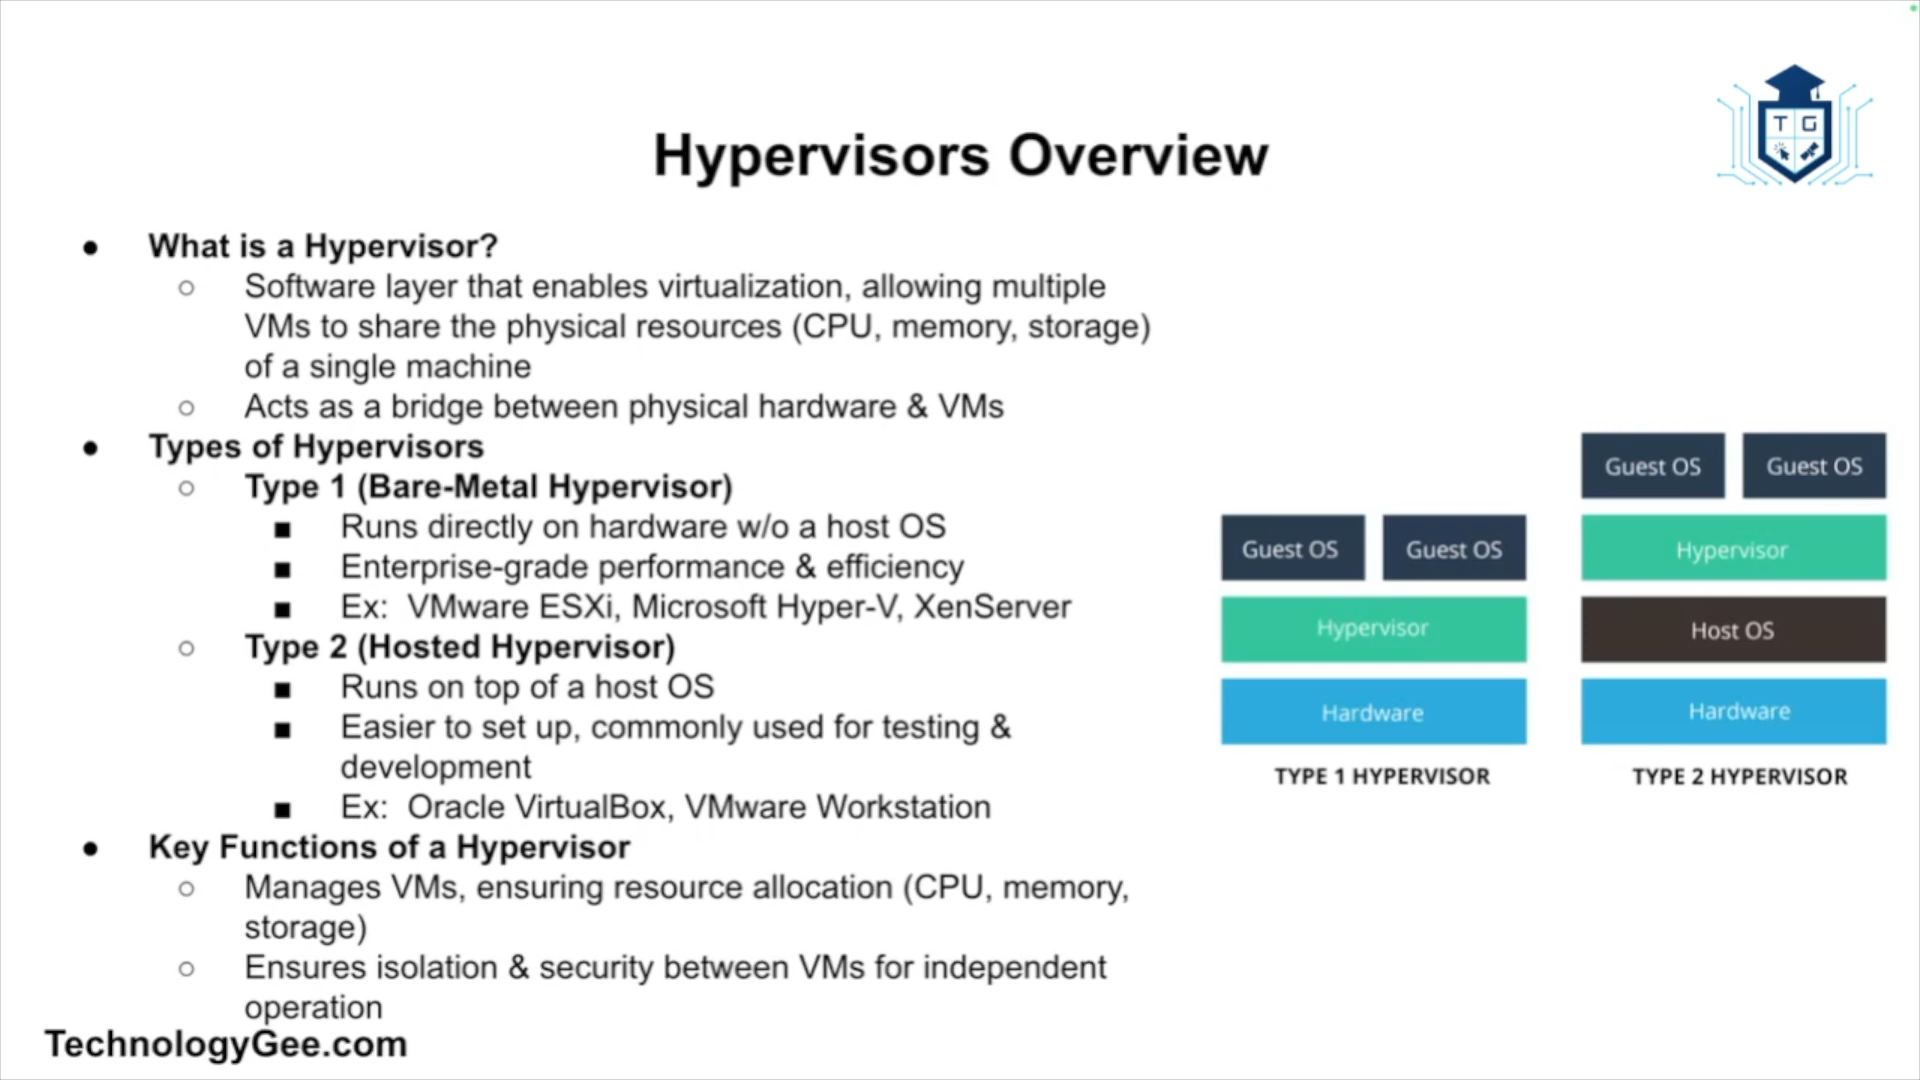 T G
Hypervisors Overview
● What is a Hypervisor?
○ Software layer that enables virtualization, allowing multiple
VMs to share the physical resources (CPU, memory, storage)
of a single machine
○ Acts as a bridge between physical hardware & VMs
● Types of Hypervisors
○ Type 1 (Bare-Metal Hypervisor)
■ Runs directly on hardware w/o a host OS
■ Enterprise-grade performance & efficiency
■ Ex: VMware ESXi, Microsoft Hyper-V, XenServer
○ Type 2 (Hosted Hypervisor)
■ Runs on top of a host OS
■ Easier to set up, commonly used for testing &
development
■ Ex: Oracle VirtualBox, VMware Workstation
● Key Functions of a Hypervisor
○ Manages VMs, ensuring resource allocation (CPU, memory,
storage)
○ Ensures isolation & security between VMs for independent
operation
Guest OS Guest OS
Hypervisor
Hardware
TYPE 1 HYPERVISOR
Guest OS Guest OS
Hypervisor
Host OS
Hardware
TYPE 2 HYPERVISOR
TechnologyGee.com